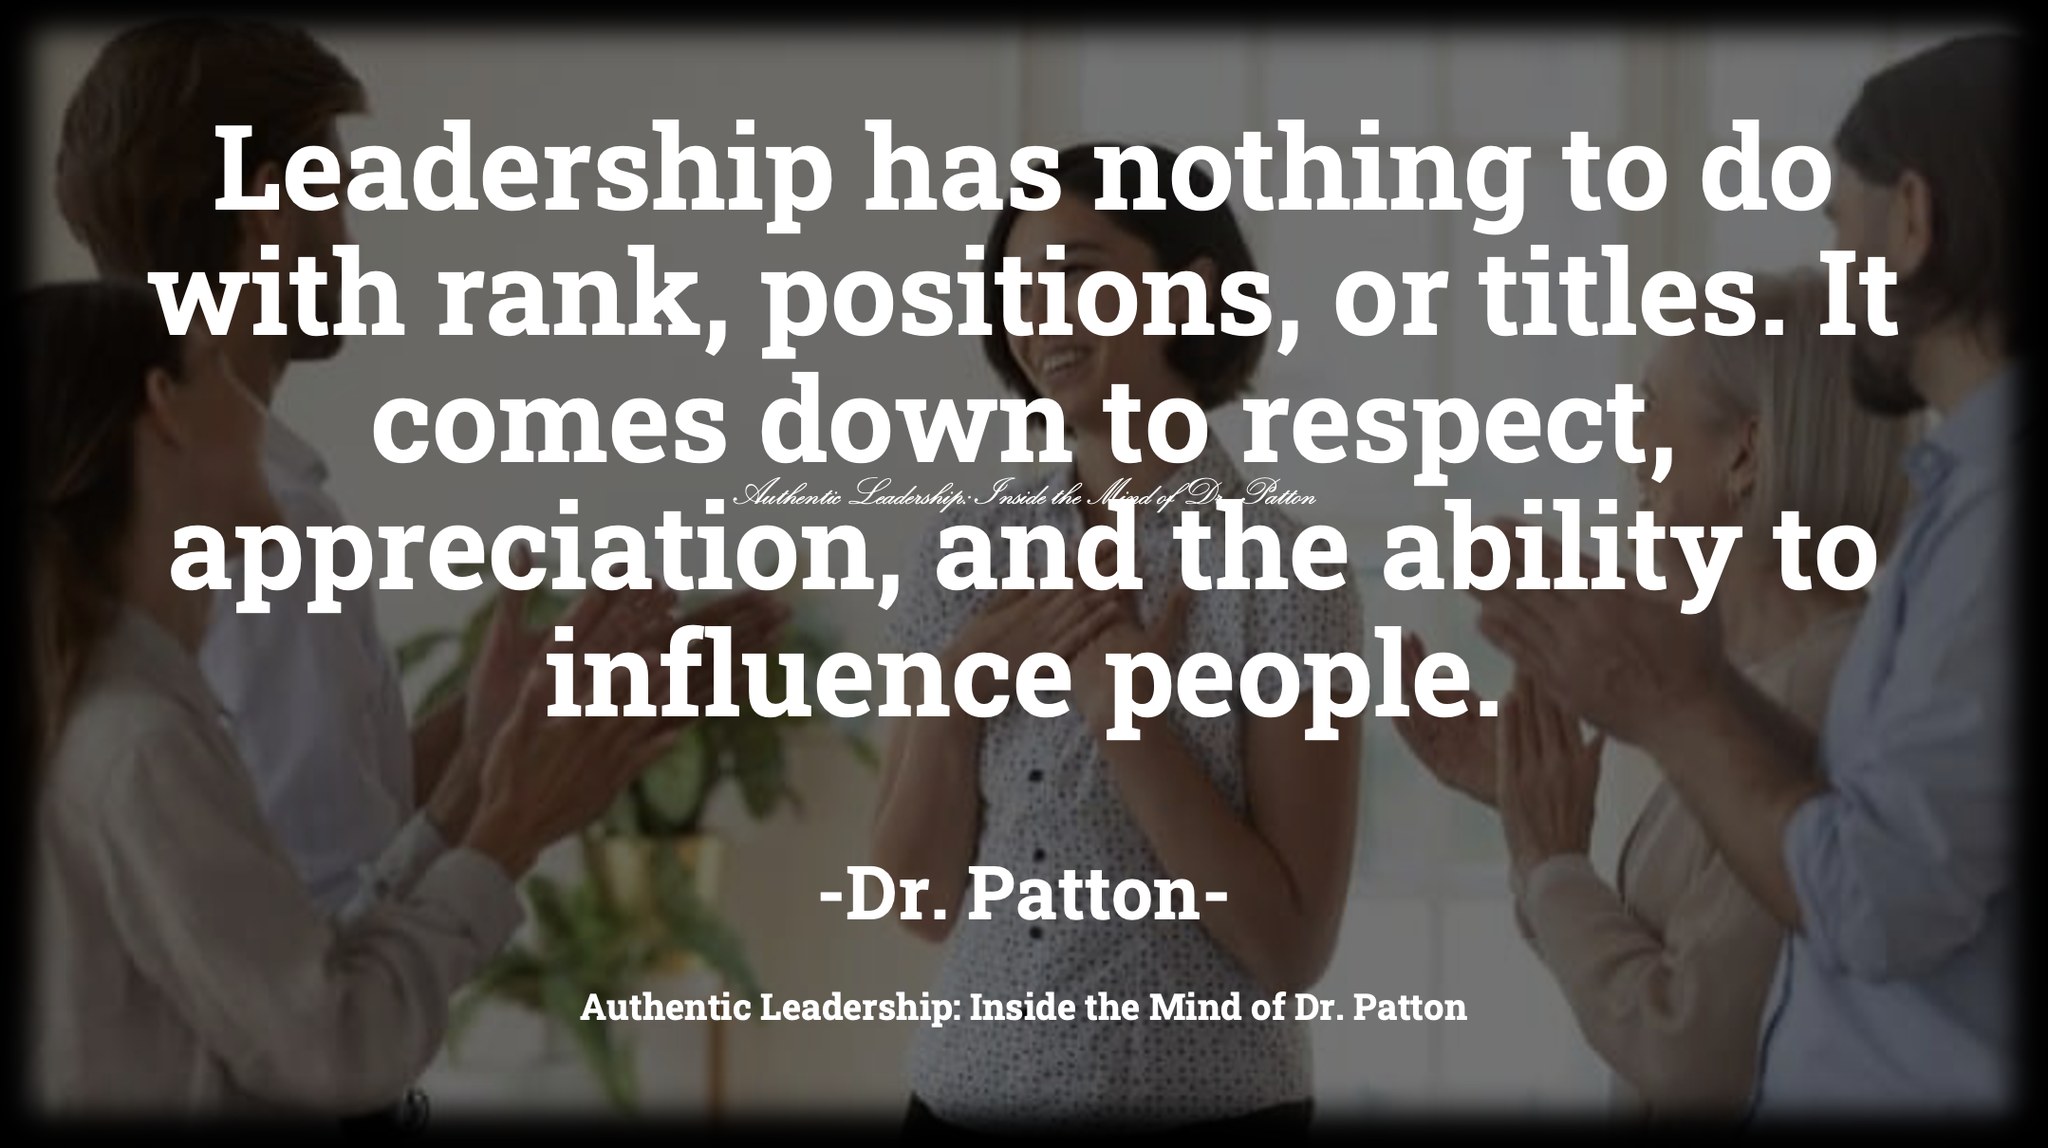 Leadership has nothing to do
with rank, positions, or titles. It
comes down to respect,
Authentic Leadership: Inside the Mind of Dr. Patton
appreciation, and the ability to
influence people.
-Dr. Patton-
Authentic Leadership: Inside the Mind of Dr. Patton